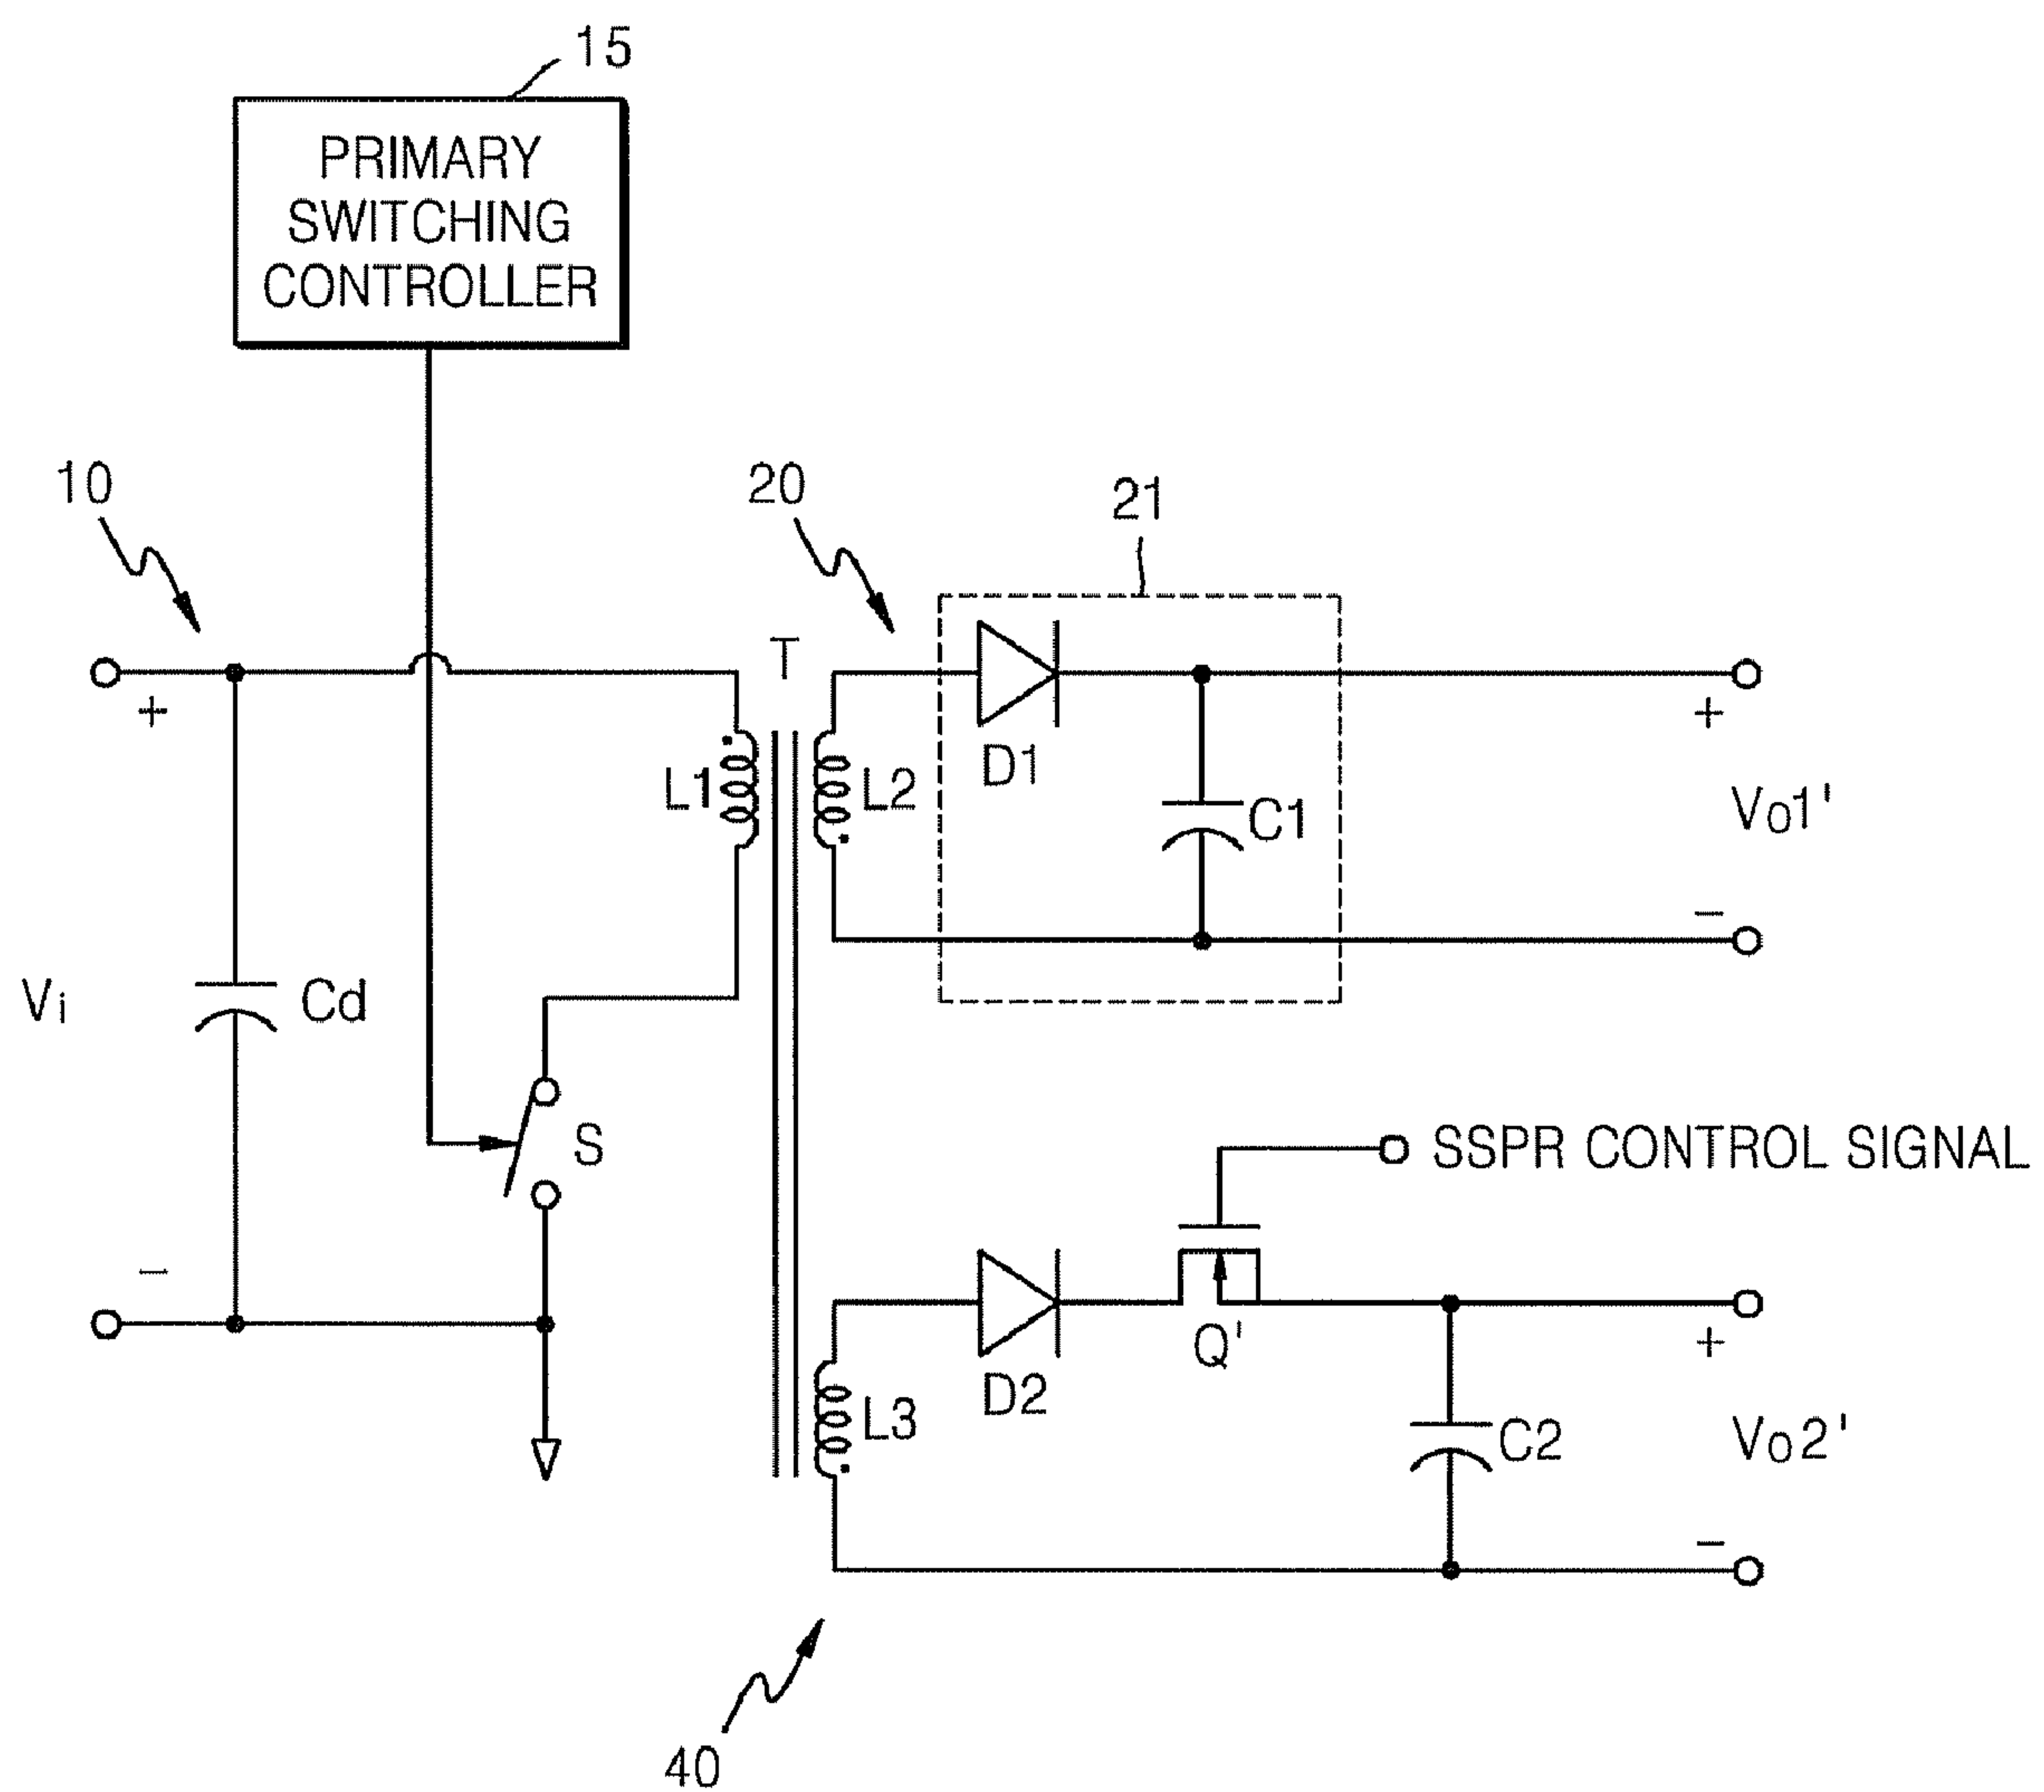 15
PRIMARY
SWITCHING
CONTROLLER
10
20
21
T
+
+
L1
L2
D1
C1
Vo1'
Vi
Cd
−
S
SSPR CONTROL SIGNAL
−
Q'
+
D2
L3
C2
Vo2'
−
40